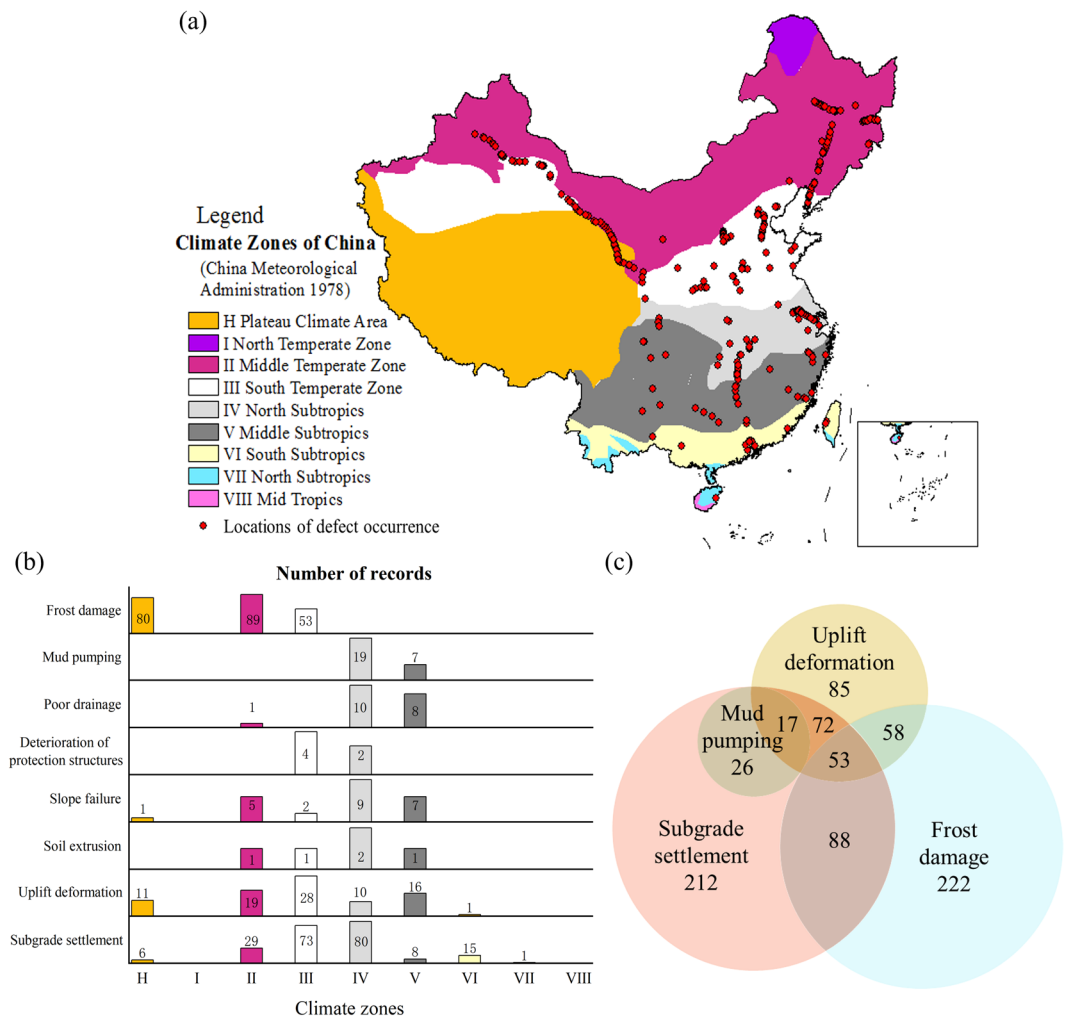 (a)
Legend
Climate Zones of China
(China Meteorological
Administration 1978)
H Plateau Climate Area
I North Temperate Zone
II Middle Temperate Zone
III South Temperate Zone
IV North Subtropics
V Middle Subtropics
VI South Subtropics
VII North Subtropics
VIII Mid Tropics
Locations of defect occurrence
(b)
Number of records
Frost damage
80
89
53
Mud pumping
19
7
Poor drainage
1
10
8
Deterioration of
protection structures
4
2
Slope failure
1
5
2
9
7
Soil extrusion
1
1
2
1
Uplift deformation
11
19
28
10
16
1
Subgrade settlement
6
29
73
80
8
15
1
H I II III IV V VI VII VIII
Climate zones
(c)
Uplift
deformation
85
Mud
pumping
26
17
72
58
53
Subgrade
settlement
212
88
Frost
damage
222